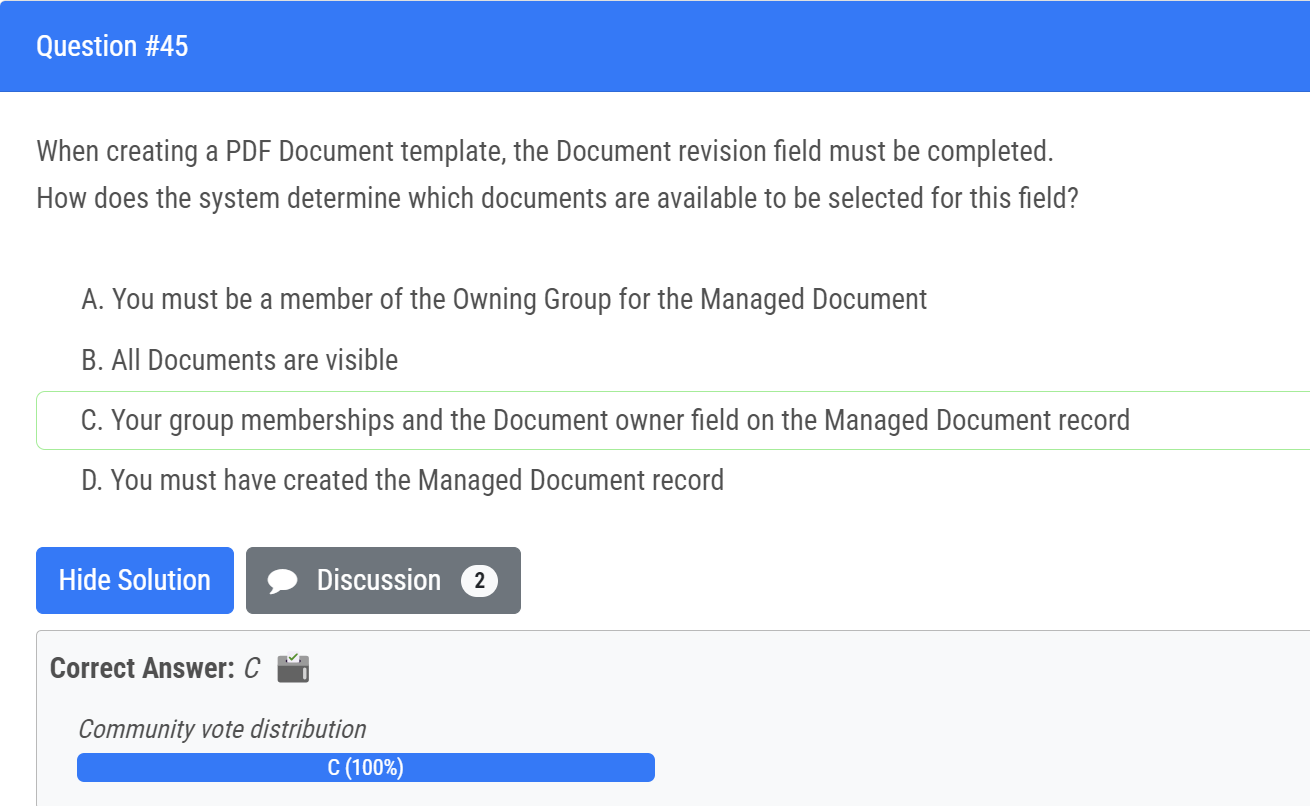 Question #45
When creating a PDF Document template, the Document revision field must be completed.
How does the system determine which documents are available to be selected for this field?
A. You must be a member of the Owning Group for the Managed Document
B. All Documents are visible
C. Your group memberships and the Document owner field on the Managed Document record
D. You must have created the Managed Document record
Hide Solution
Discussion 2
Correct Answer: C
Community vote distribution
C (100%)